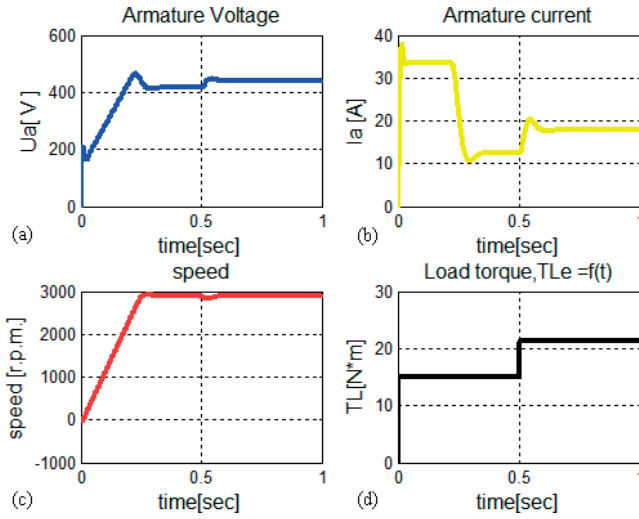 Armature Voltage
600
400
200
0
Ua[ V ]
0
0.5
1
time[sec]
(a)
Armature current
40
30
20
10
0
Ia [A]
0
0.5
1
time[sec]
(b)
speed
3000
2000
1000
0
-1000
speed [r.p.m.]
0
0.5
1
time[sec]
(c)
Load torque,TLe =f(t)
30
20
10
0
TL[N*m]
0
0.5
1
time[sec]
(d)